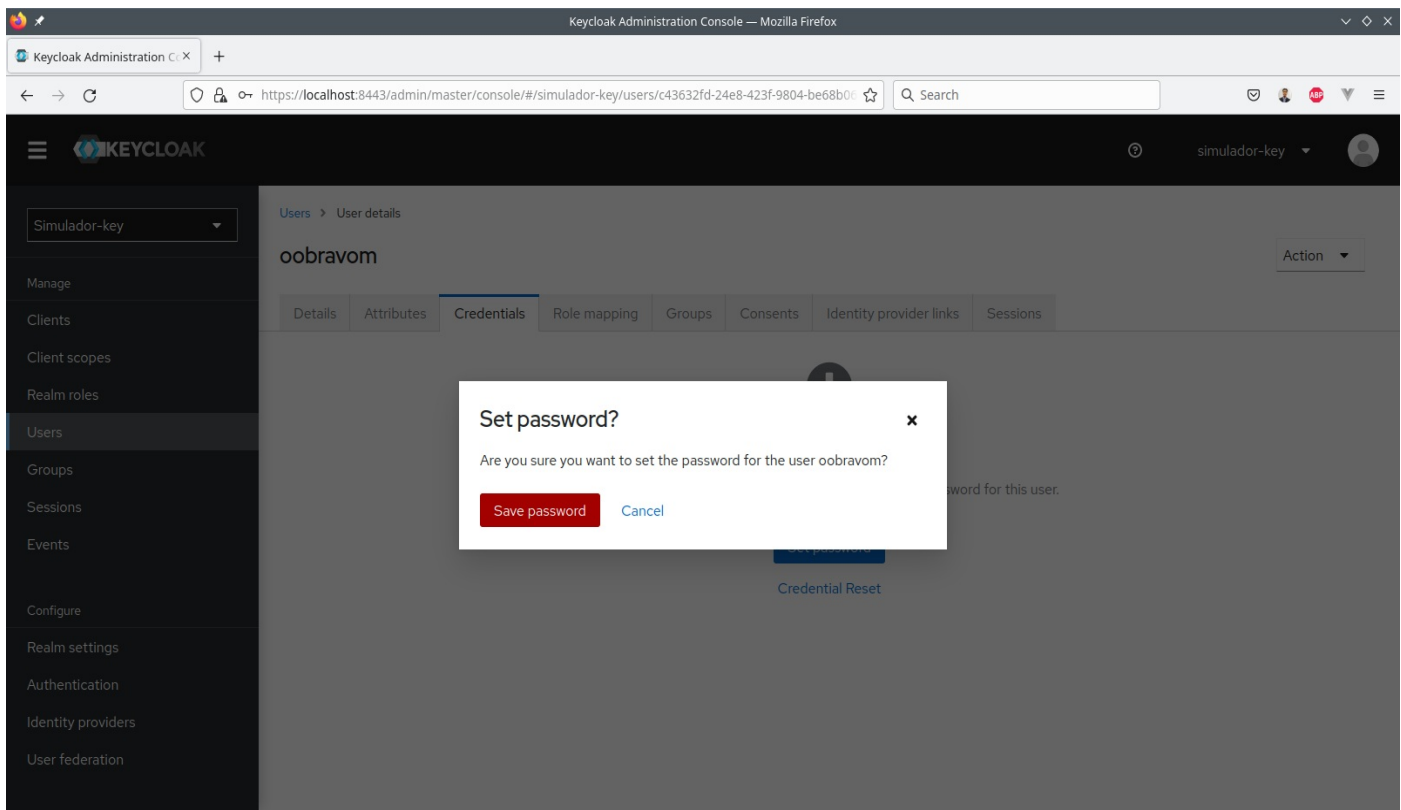 Keycloak Administration Console — Mozilla Firefox
Keycloak Administration
https://localhost:8443/admin/master/console/#/simulador-key/users/c43632fd-24e8-423f-9804-be68b06
Search
ABP
KEYCLOAK
simulador-key
Simulador-key
Users > User details
oobravom
Action
Manage
Details Attributes Credentials Role mapping Groups Consents Identity provider links Sessions
Clients
Client scopes
Realm roles
Users
Groups
Sessions
Events
Configure
Realm settings
Authentication
Identity providers
User federation
Set password?
Are you sure you want to set the password for the user oobravom?
Save password Cancel
for this user.
Credential Reset